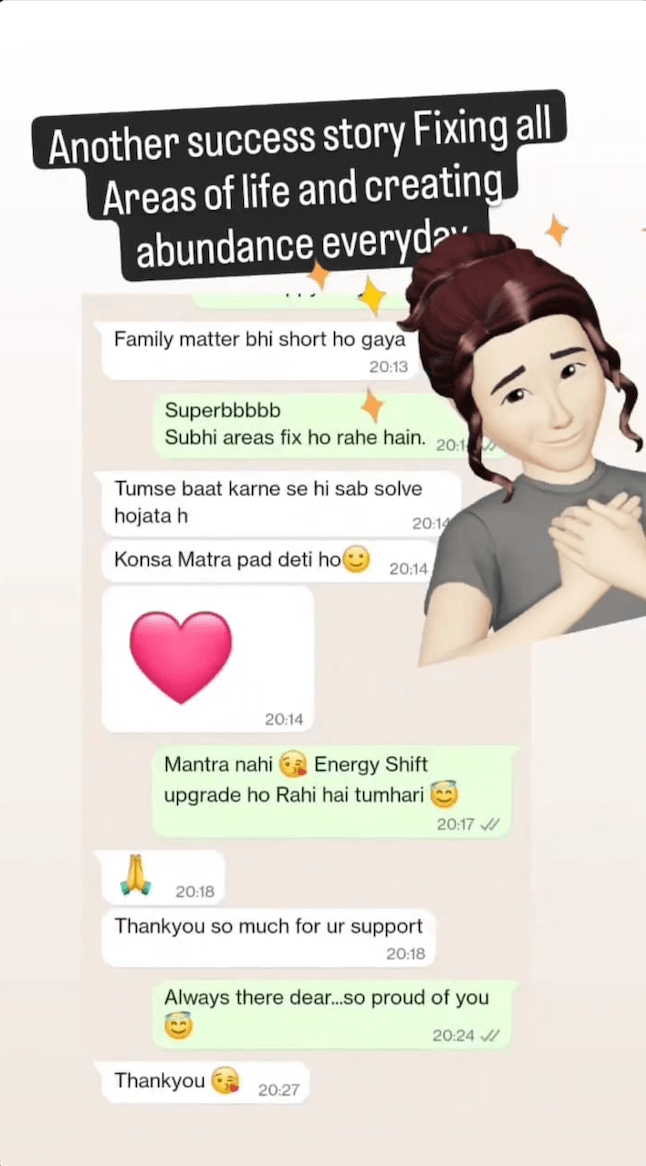 Another success story Fixing all
Areas of life and creating
abundance everyday
Family matter bhi short ho gaya
20:13
Superbbbbb
Subhi areas fix ho rahe hain.
Tumse baat karne se hi sab solve
hojata h
20:14
Konsa Matra pad deti ho🙂
20:14
20:14
Mantra nahi 😘 Energy Shift
upgrade ho Rahi hai tumhari 😇
20:17
🙏 20:18
Thankyou so much for ur support
20:18
Always there dear...so proud of you
😇 20:24
Thankyou 😘 20:27